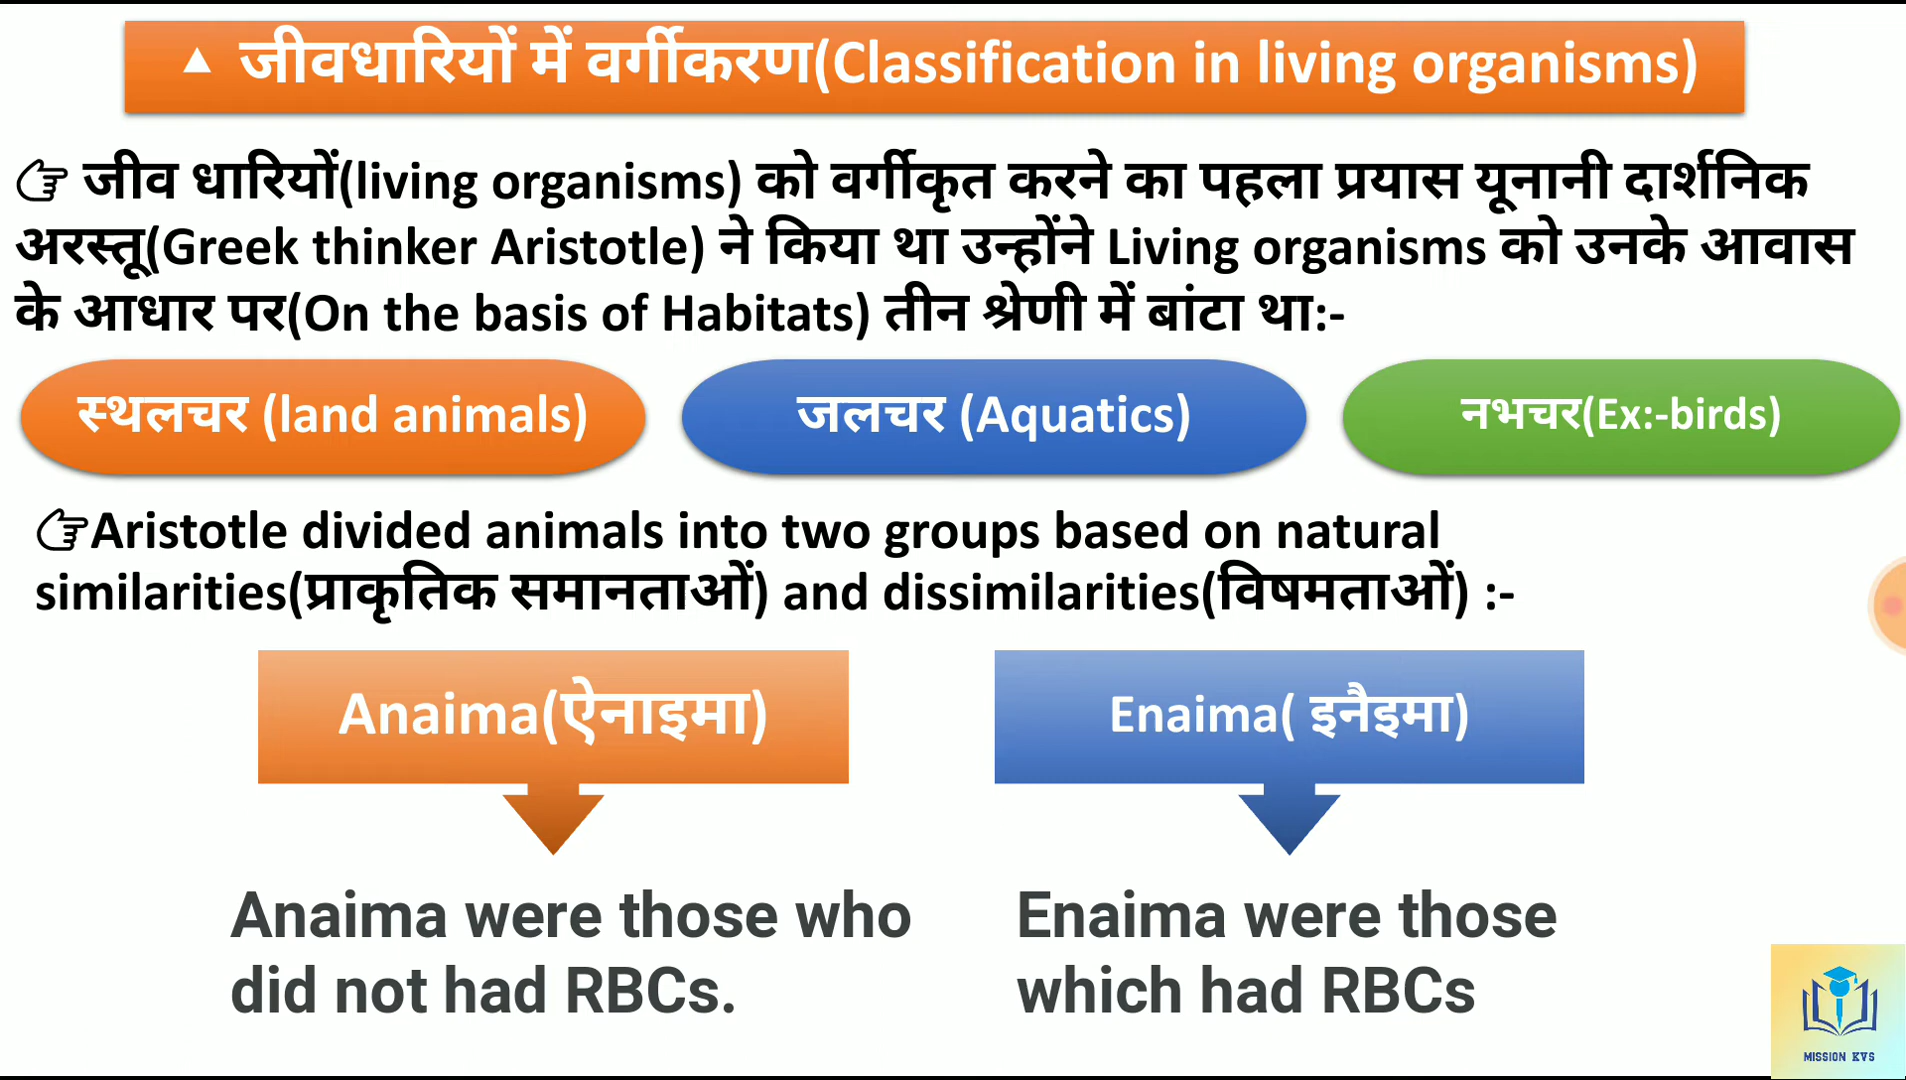 ▲ जीवधारियों में वर्गीकरण(Classification in living organisms)
👉 जीव धारियों(living organisms) को वर्गीकृत करने का पहला प्रयास यूनानी दार्शनिक
अरस्तू(Greek thinker Aristotle) ने किया था उन्होंने Living organisms को उनके आवास
के आधार पर(On the basis of Habitats) तीन श्रेणी में बांटा था:-
स्थलचर (land animals)
जलचर (Aquatics)
नभचर(Ex:-birds)
👉Aristotle divided animals into two groups based on natural
similarities(प्राकृतिक समानताओं) and dissimilarities(विषमताओं) :-
Anaima(ऐनाइमा)
Enaima( इनैइमा)
Anaima were those who
did not had RBCs.
Enaima were those
which had RBCs
MISSION KVS